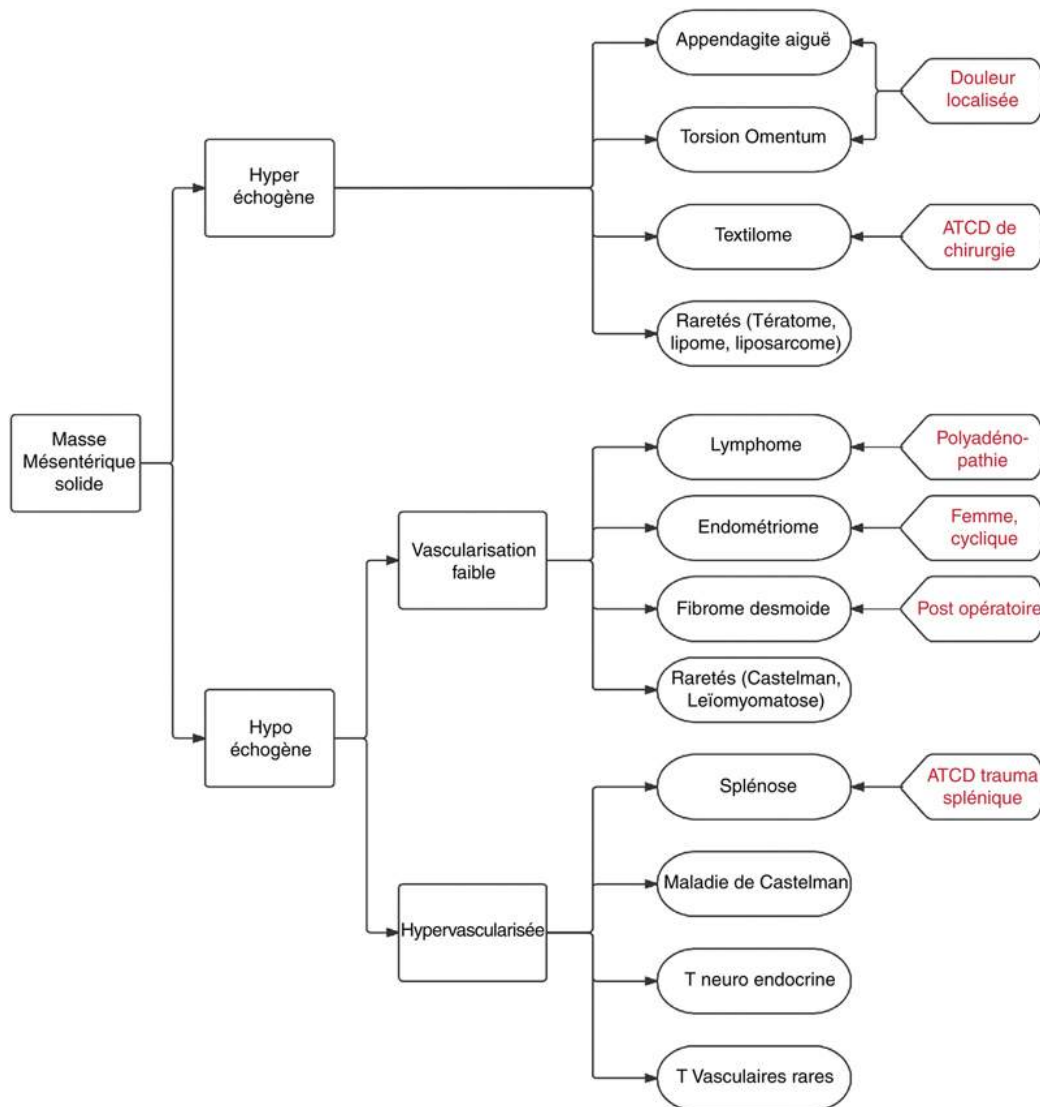 Appendagite aiguë
Douleur
localisée
Torsion Omentum
Hyper
échogène
Textilome
ATCD de
chirurgie
Raretés (Tératome,
lipome, liposarcome)
Masse
Mésentérique
solide
Lymphome
Polyadéno-
pathie
Vascularisation
faible
Endométriome
Femme,
cyclique
Fibrome desmoide
Post opératoire
Raretés (Castelman,
Leïomyomatose)
Hypo
échogène
Splénose
ATCD trauma
splénique
Maladie de Castelman
Hypervascularisée
T neuro endocrine
T Vasculaires rares